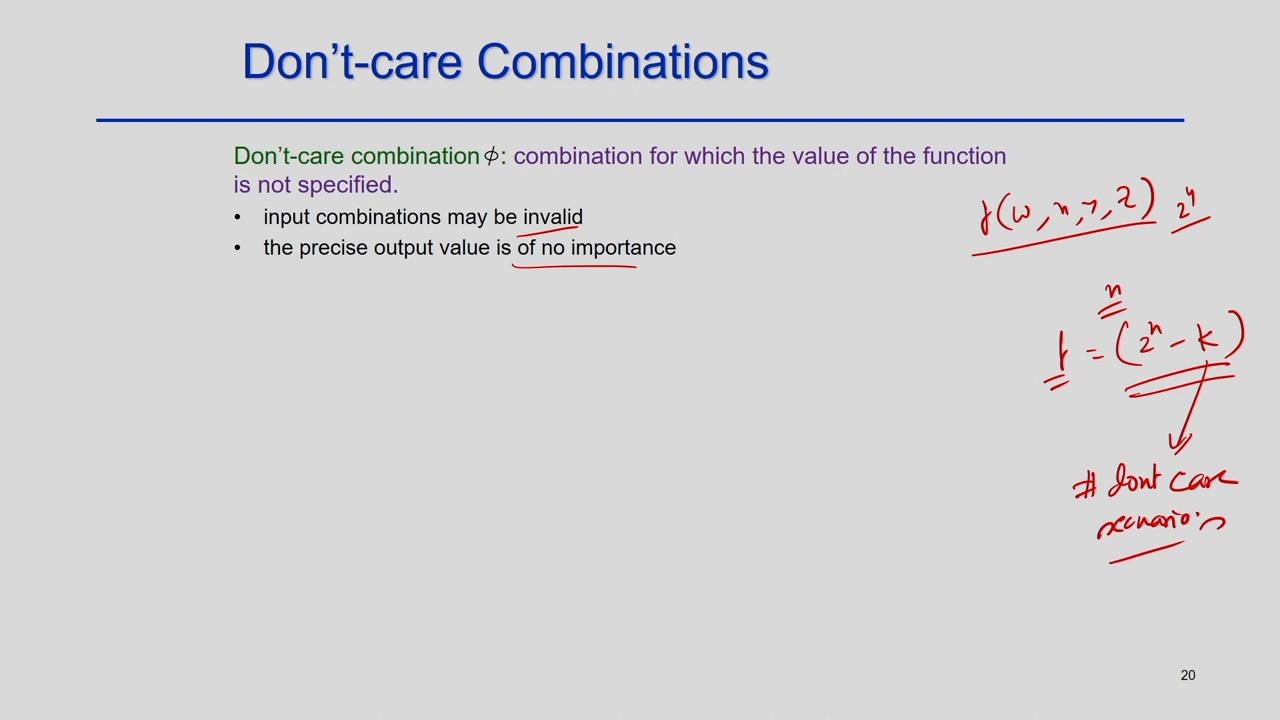 Don't-care Combinations
Don't-care combination ϕ: combination for which the value of the function
is not specified.
• input combinations may be invalid
• the precise output value is of no importance
f(w, x, y, z) 2⁴
n
f = (2ⁿ - k)
# dont care
scenarios
20